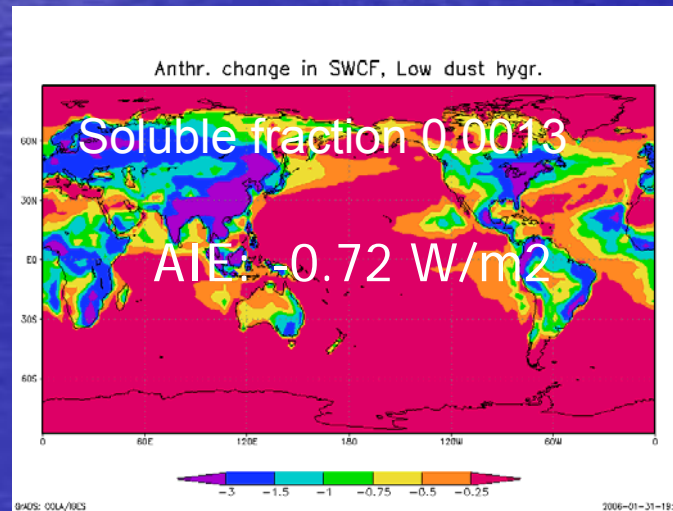 Anthr. change in SWCF, Low dust hygr.
Soluble fraction 0.0013
AIE: -0.72 W/m2
60N
30N
EQ
30S
60S
0 60E 120E 180 120W 60W 0
-3 -1.5 -1 -0.75 -0.5 -0.25
GrADS: COLA/IGES
2006-01-31-19: